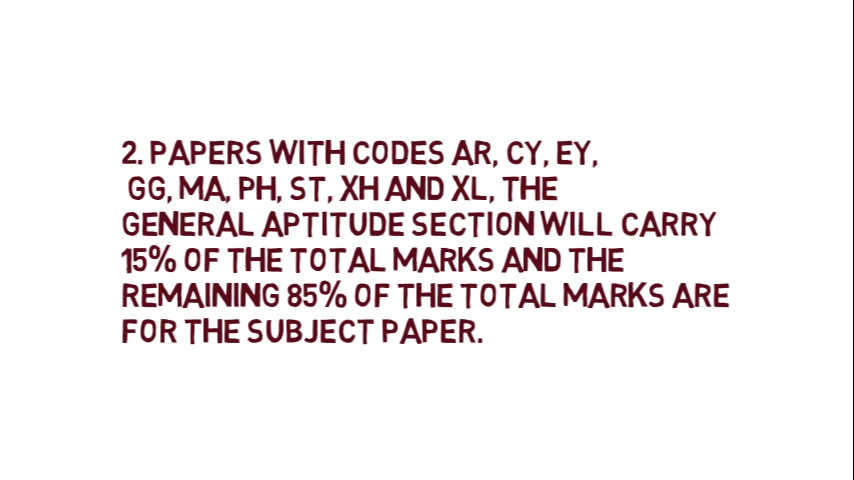 2. PAPERS WITH CODES AR, CY, EY,
GG, MA, PH, ST, XH AND XL, THE
GENERAL APTITUDE SECTION WILL CARRY
15% OF THE TOTAL MARKS AND THE
REMAINING 85% OF THE TOTAL MARKS ARE
FOR THE SUBJECT PAPER.